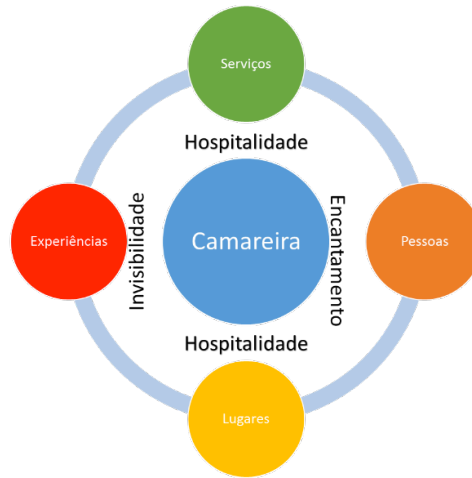 Serviços
Hospitalidade
Experiências
Invisibilidade
Camareira
Encantamento
Pessoas
Hospitalidade
Lugares